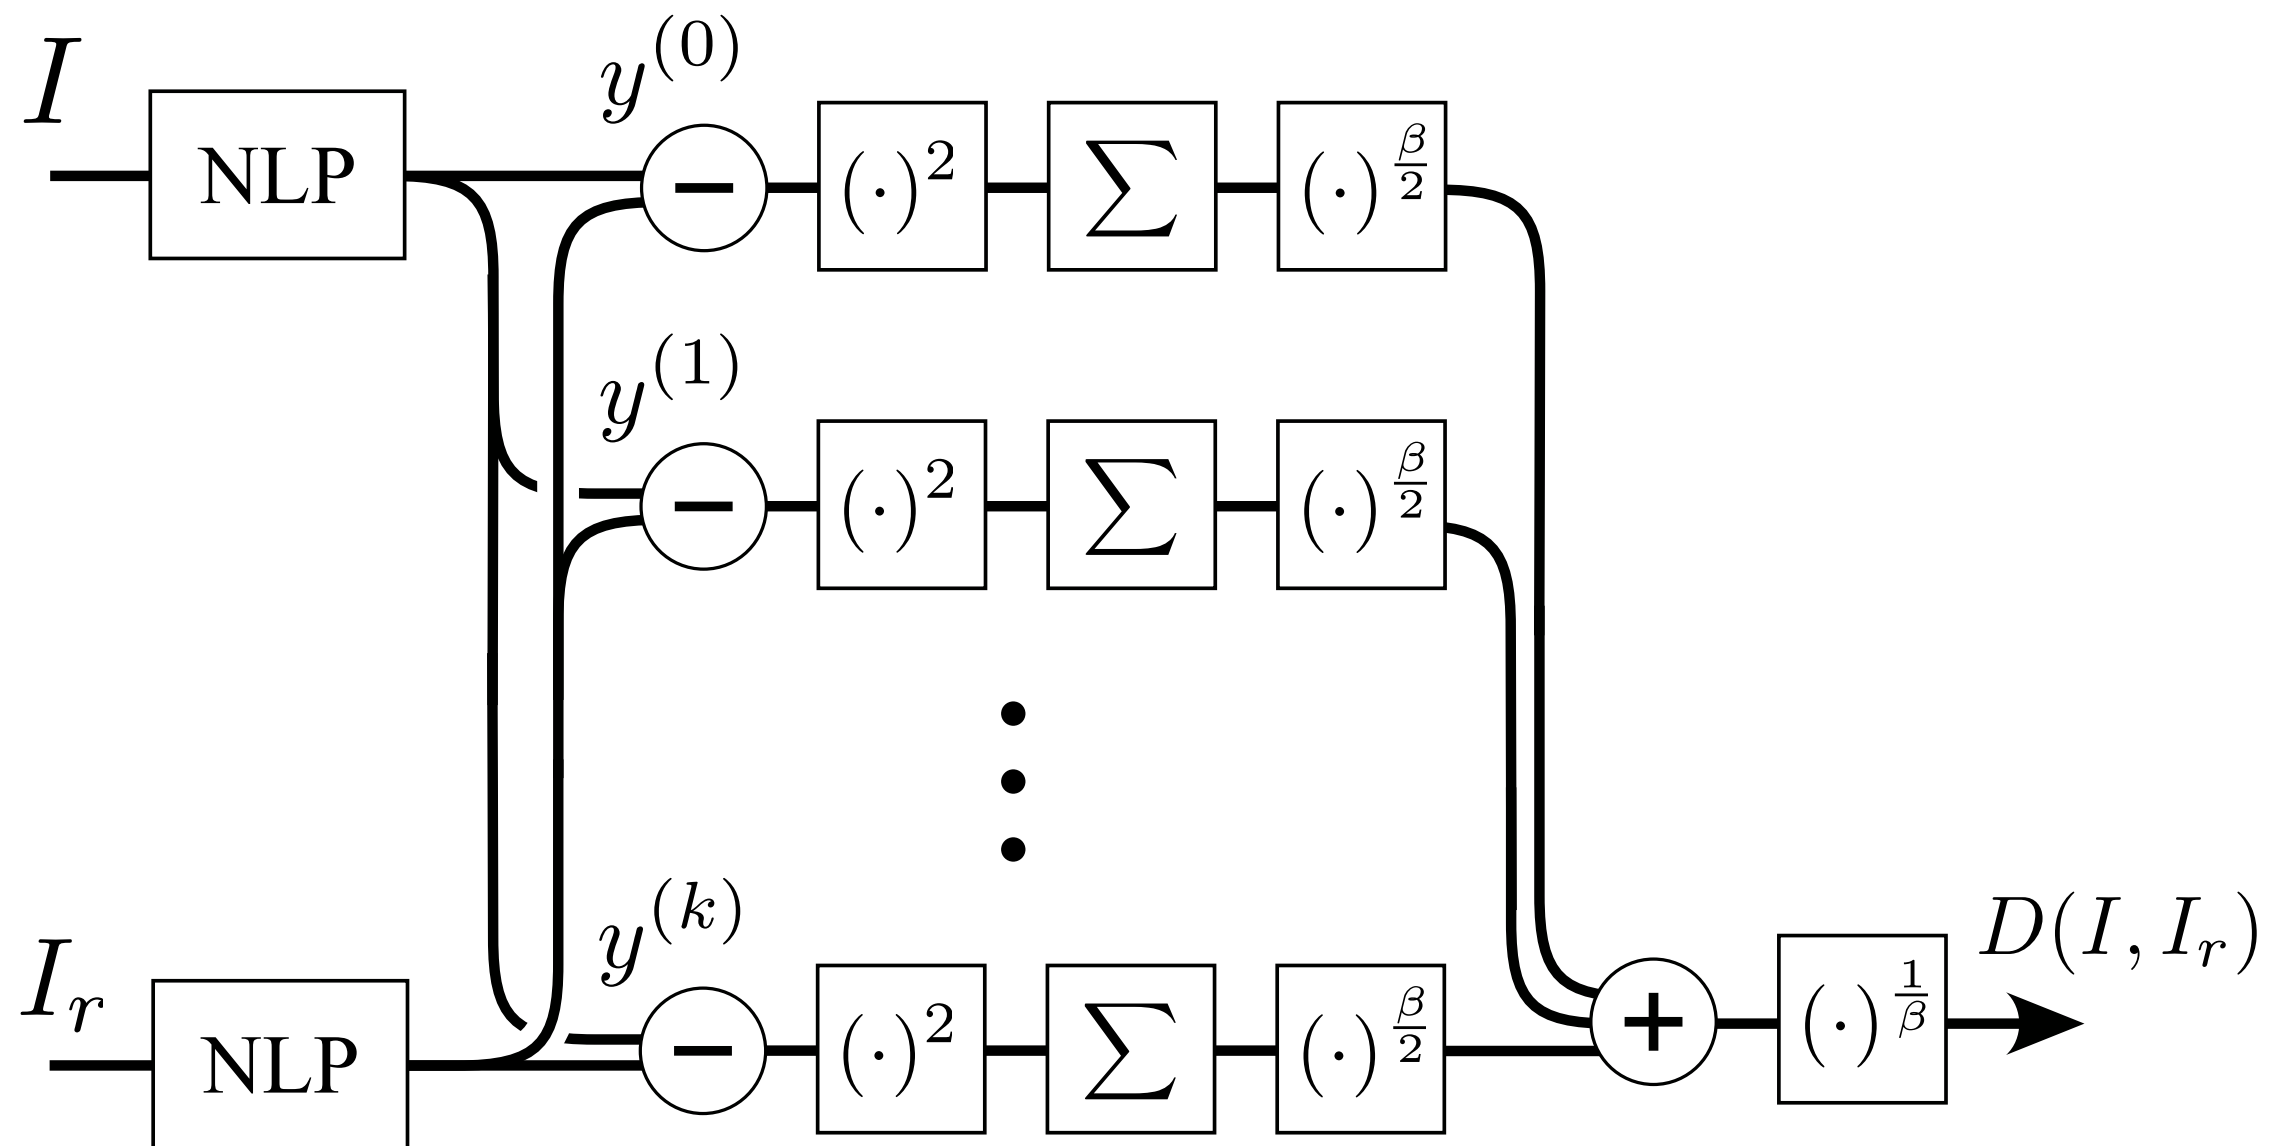 I
NLP
y^(0)
−
(·)^2
∑
(·)^(β/2)
y^(1)
−
(·)^2
∑
(·)^(β/2)
y^(k)
−
(·)^2
∑
(·)^(β/2)
I_r
NLP
+
(·)^(1/β)
D(I, I_r)